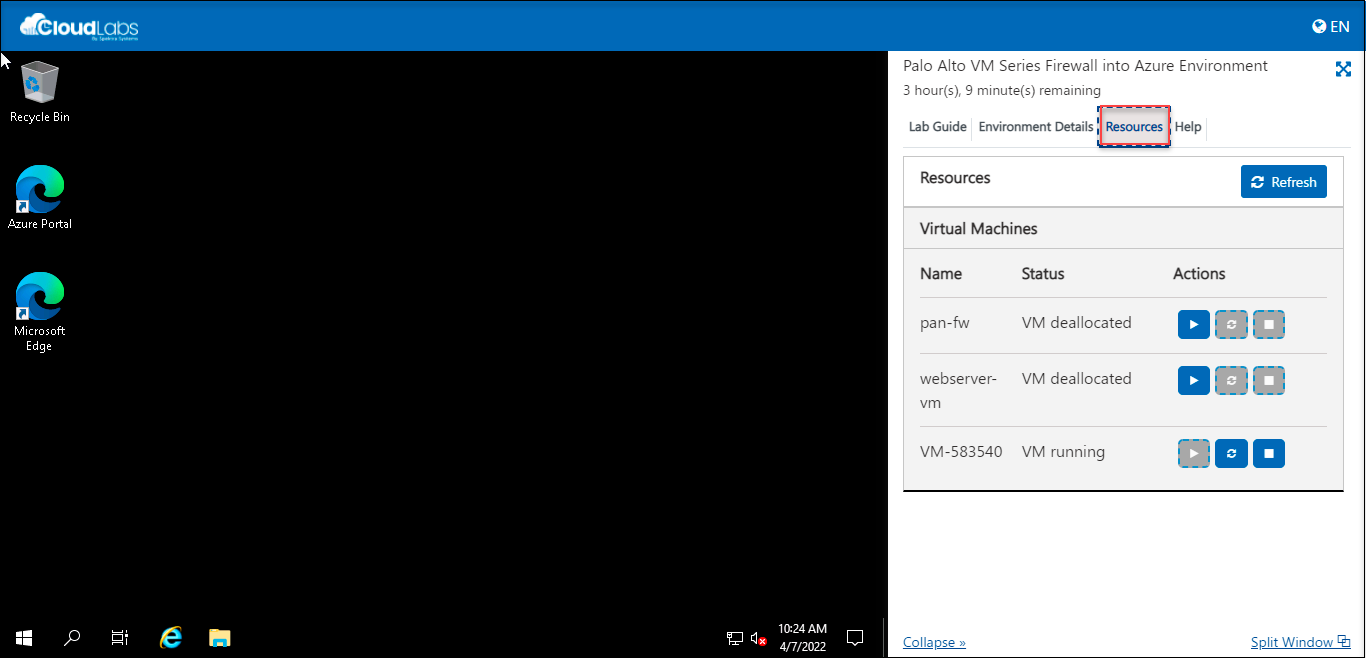 CloudLabs
By Spektra Systems
EN
Recycle Bin
Azure Portal
Microsoft
Edge
10:24 AM
4/7/2022
Palo Alto VM Series Firewall into Azure Environment
3 hour(s), 9 minute(s) remaining
Lab Guide Environment Details Resources Help
Resources Refresh
Virtual Machines
Name Status Actions
pan-fw VM deallocated
webserver- VM deallocated
vm
VM-583540 VM running
Collapse » Split Window